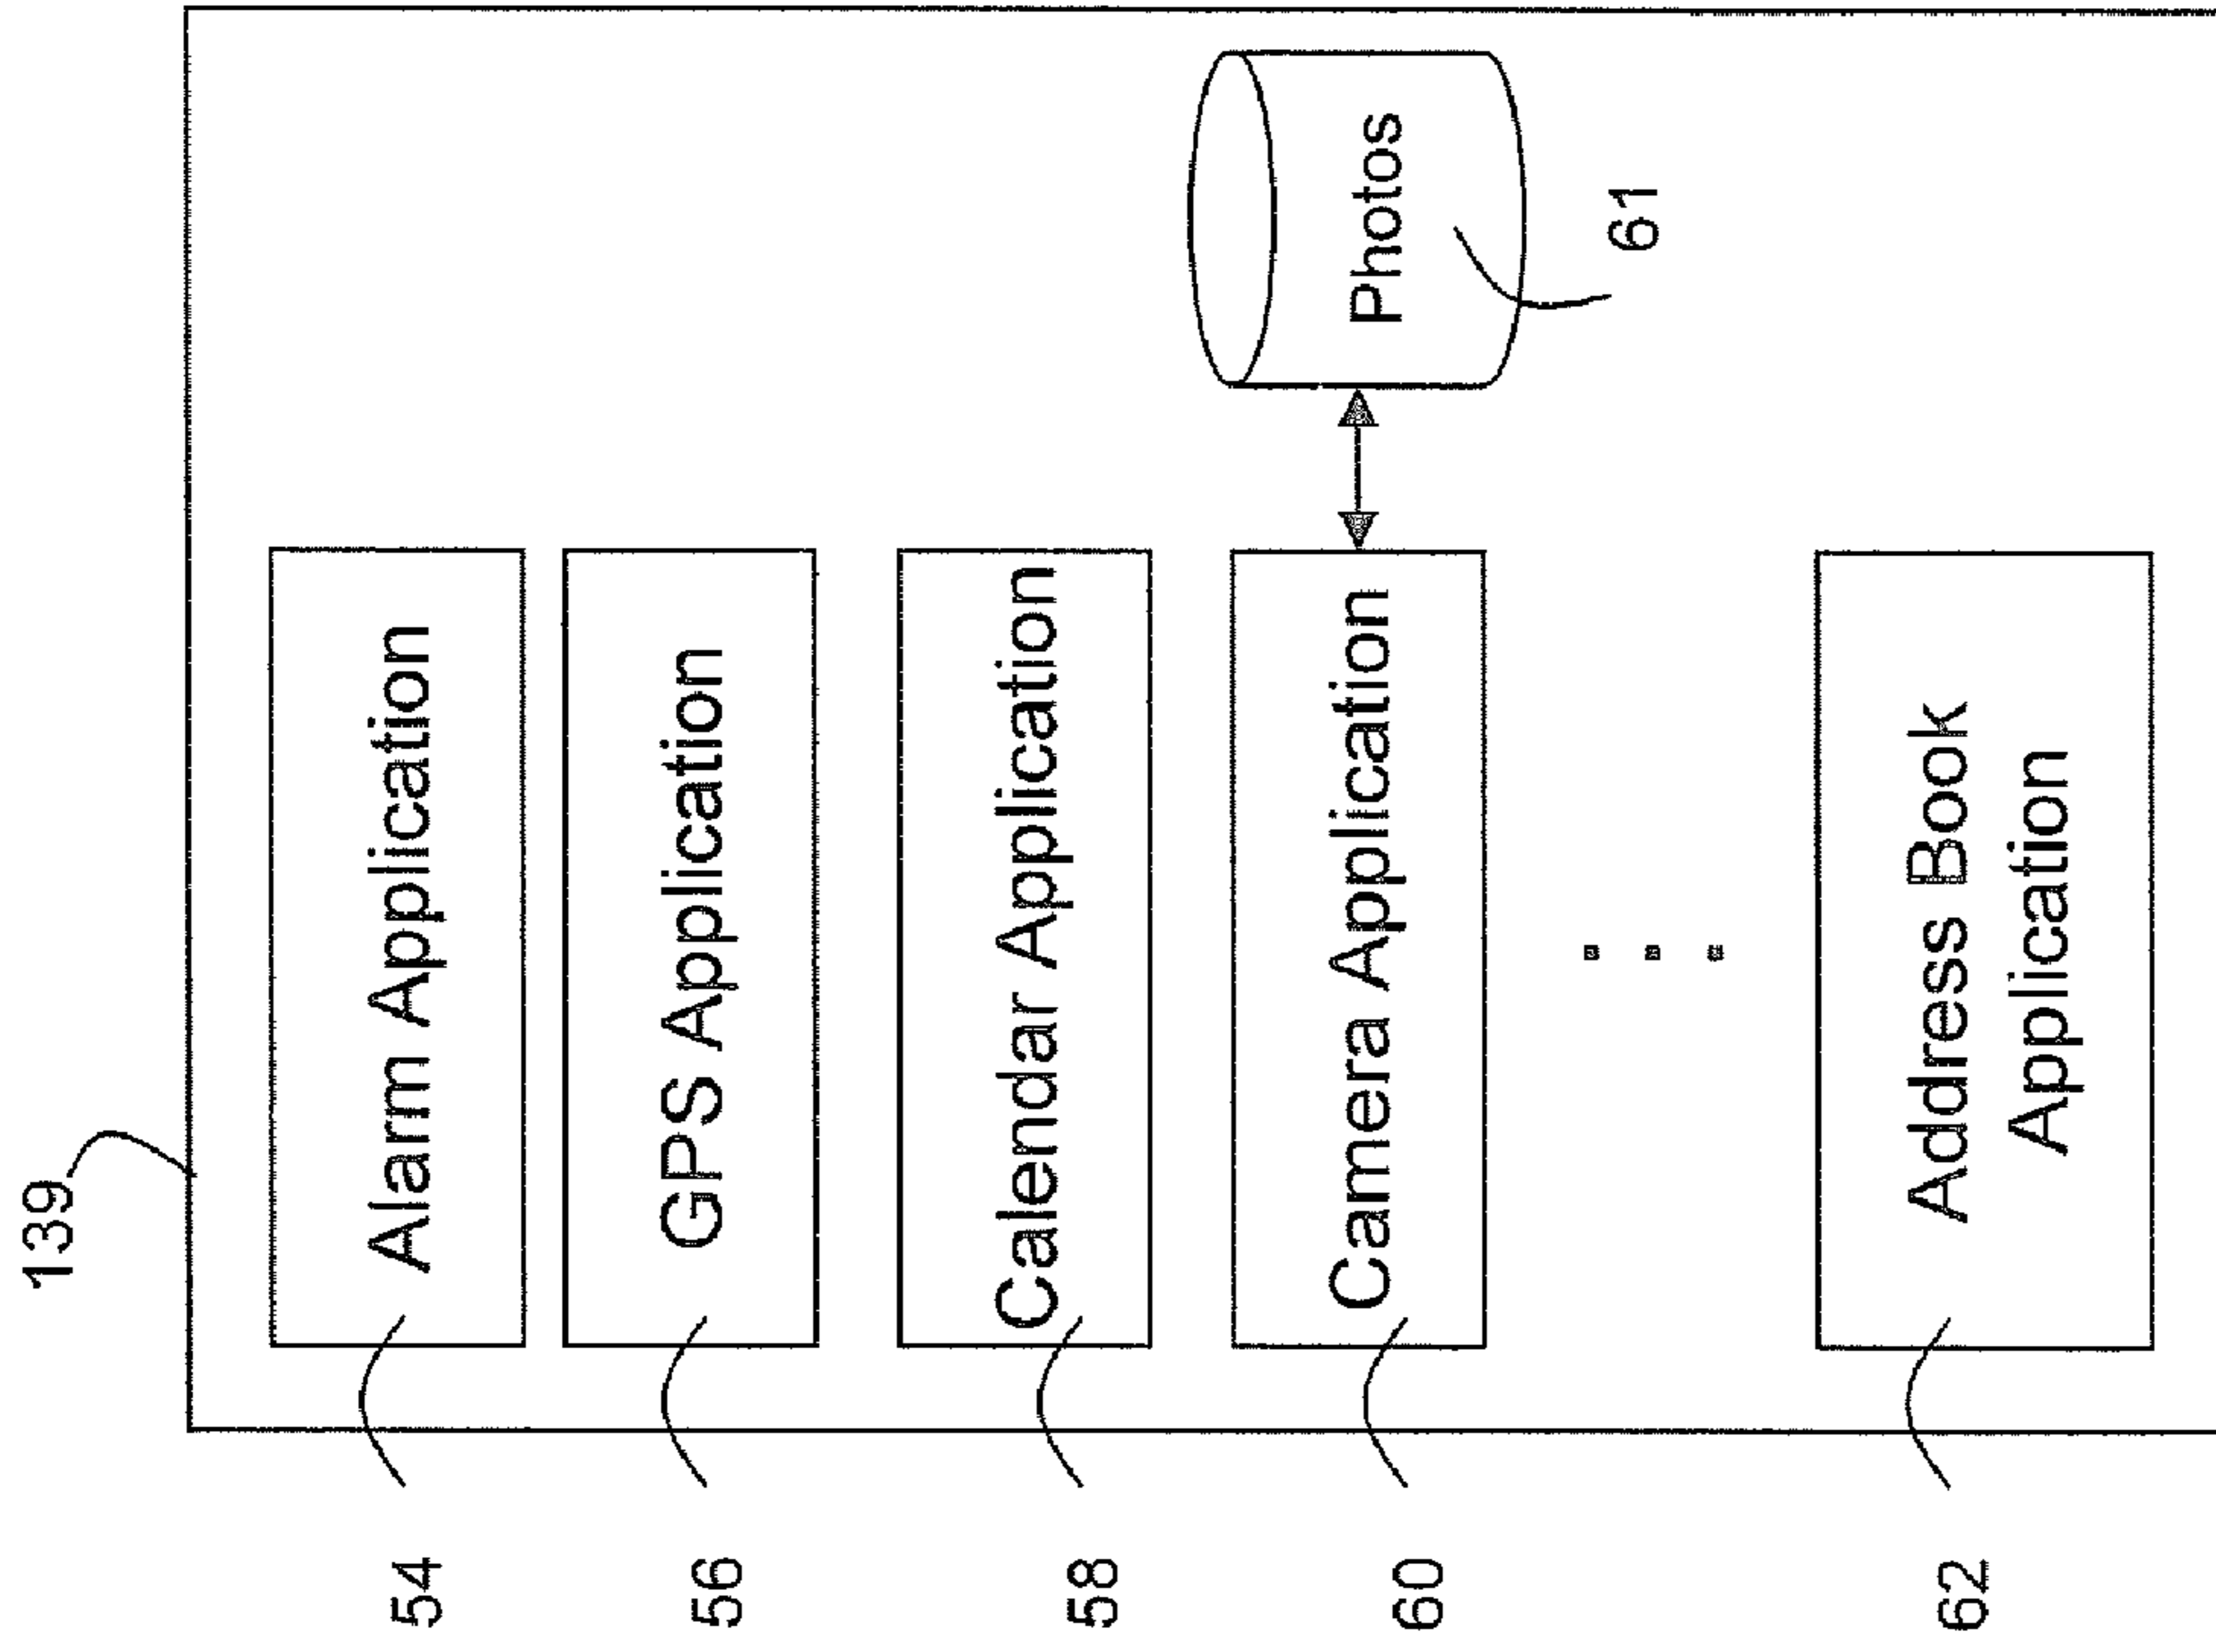 139
54
Alarm Application
56
GPS Application
58
Calendar Application
60
Camera Application
Photos
61
62
Address Book
Application